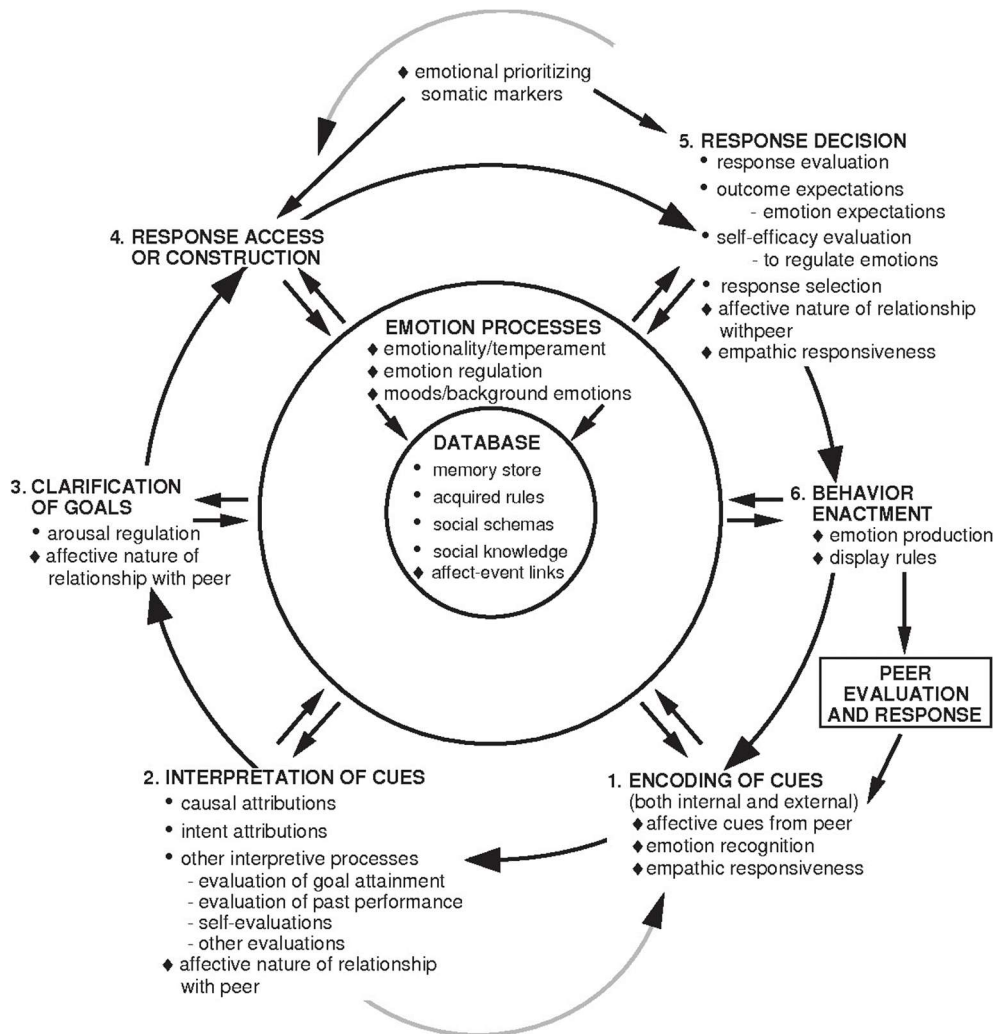 ◆ emotional prioritizing
somatic markers
5. RESPONSE DECISION
• response evaluation
• outcome expectations
- emotion expectations
• self-efficacy evaluation
- to regulate emotions
• response selection
◆ affective nature of relationship
withpeer
◆ empathic responsiveness
4. RESPONSE ACCESS
OR CONSTRUCTION
EMOTION PROCESSES
◆ emotionality/temperament
◆ emotion regulation
◆ moods/background emotions
DATABASE
• memory store
• acquired rules
• social schemas
• social knowledge
◆ affect-event links
3. CLARIFICATION
OF GOALS
• arousal regulation
◆ affective nature of
relationship with peer
6. BEHAVIOR
ENACTMENT
◆ emotion production
◆ display rules
PEER
EVALUATION
AND RESPONSE
2. INTERPRETATION OF CUES
• causal attributions
• intent attributions
• other interpretive processes
- evaluation of goal attainment
- evaluation of past performance
- self-evaluations
- other evaluations
◆ affective nature of relationship
with peer
1. ENCODING OF CUES
(both internal and external)
◆ affective cues from peer
◆ emotion recognition
◆ empathic responsiveness